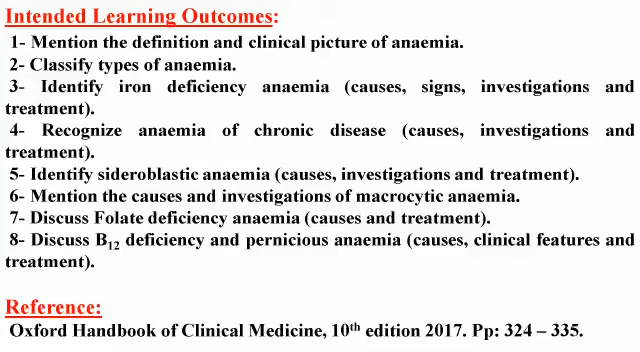 Intended Learning Outcomes:
1- Mention the definition and clinical picture of anaemia.
2- Classify types of anaemia.
3- Identify iron deficiency anaemia (causes, signs, investigations and
treatment).
4- Recognize anaemia of chronic disease (causes, investigations and
treatment).
5- Identify sideroblastic anaemia (causes, investigations and treatment).
6- Mention the causes and investigations of macrocytic anaemia.
7- Discuss Folate deficiency anaemia (causes and treatment).
8- Discuss B12 deficiency and pernicious anaemia (causes, clinical features and
treatment).
Reference:
Oxford Handbook of Clinical Medicine, 10th edition 2017. Pp: 324 – 335.